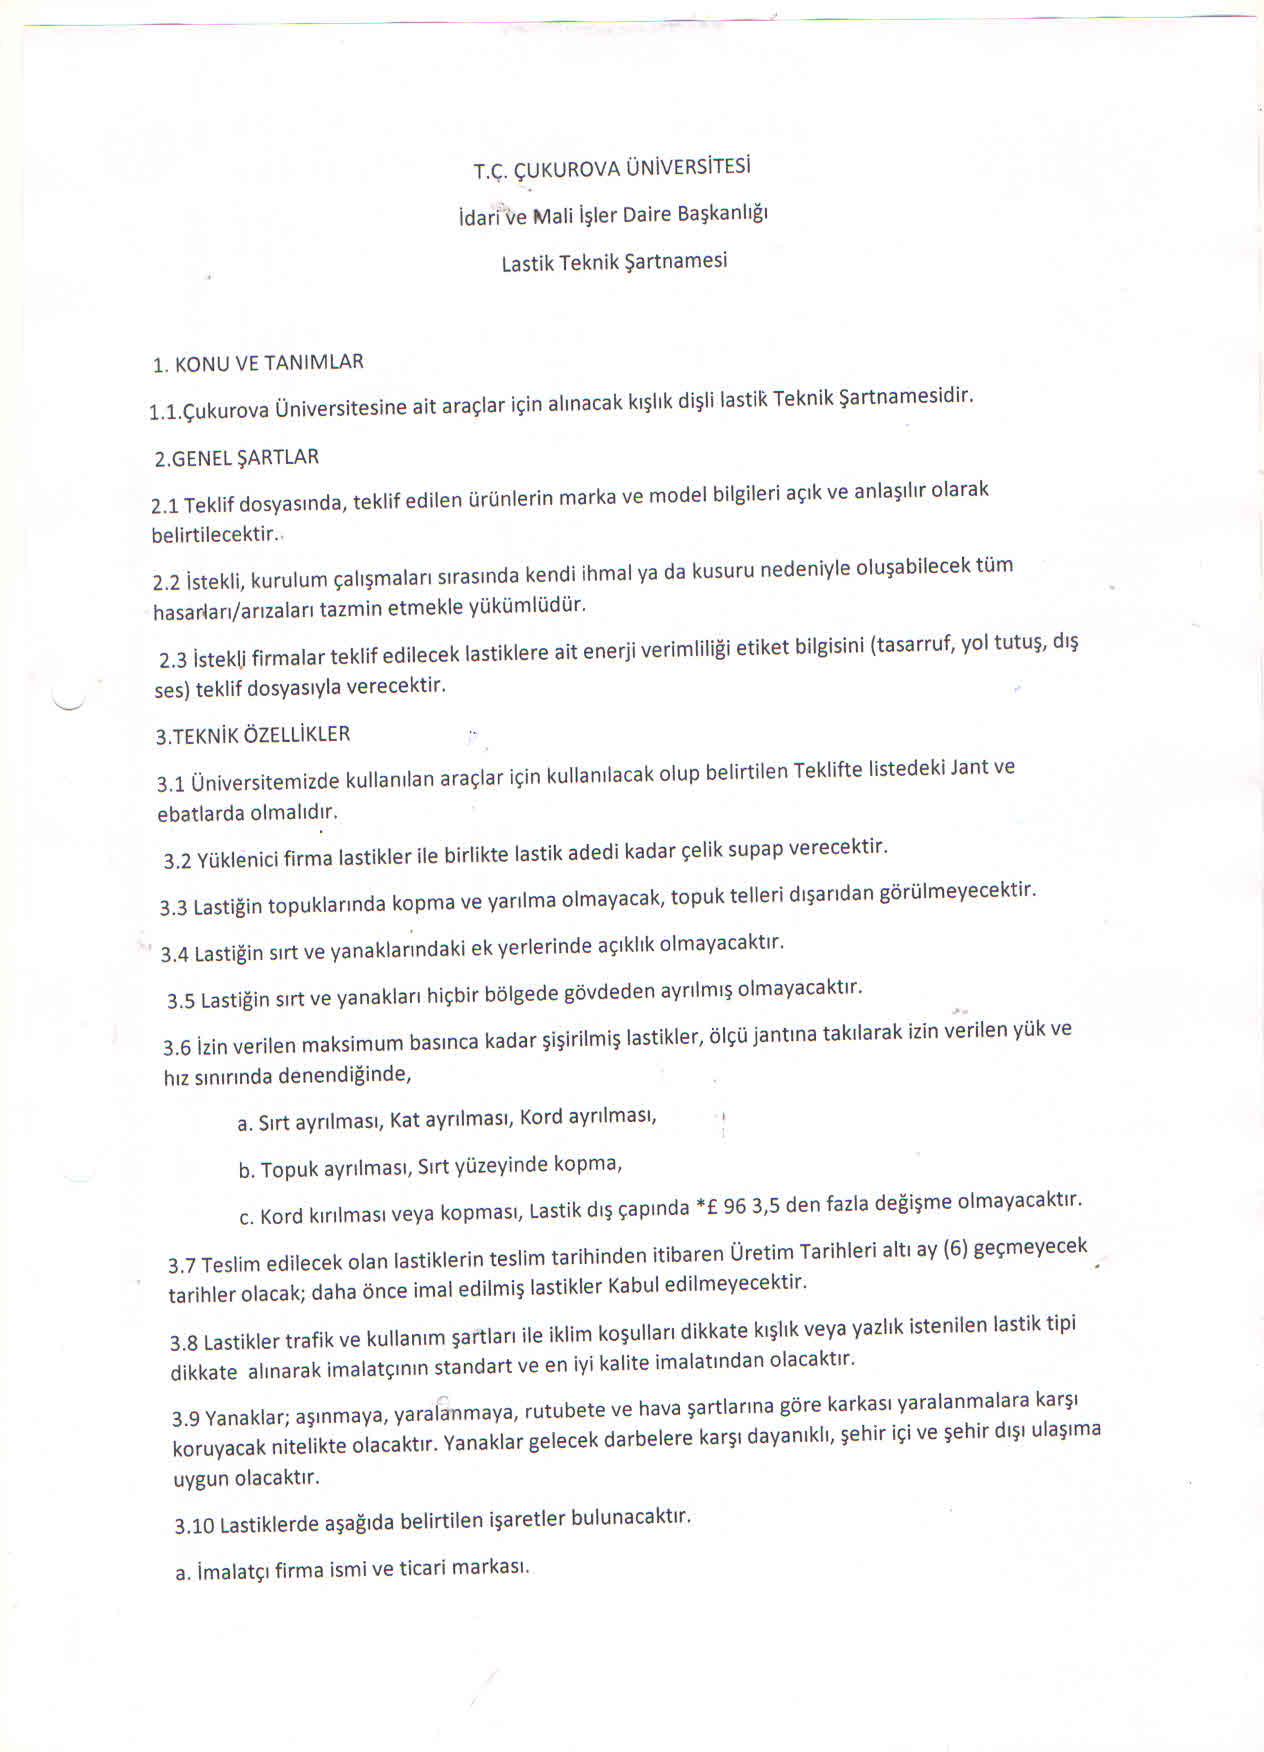 T.Ç. ÇUKUROVA ÜNİVERSİTESİ
İdari ve Mali İşler Daire Başkanlığı
Lastik Teknik Şartnamesi
1. KONU VE TANIMLAR
1.1.Çukurova Üniversitesine ait araçlar için alınacak kışlık dişli lastik Teknik Şartnamesidir.
2.GENEL ŞARTLAR
2.1 Teklif dosyasında, teklif edilen ürünlerin marka ve model bilgileri açık ve anlaşılır olarak
belirtilecektir.
2.2 İstekli, kurulum çalışmaları sırasında kendi ihmal ya da kusuru nedeniyle oluşabilecek tüm
hasarları/arızaları tazmin etmekle yükümlüdür.
2.3 İstekli firmalar teklif edilecek lastiklere ait enerji verimliliği etiket bilgisini (tasarruf, yol tutuş, dış
ses) teklif dosyasıyla verecektir.
3.TEKNİK ÖZELLİKLER
3.1 Üniversitemizde kullanılan araçlar için kullanılacak olup belirtilen Teklifte listedeki Jant ve
ebatlarda olmalıdır.
3.2 Yüklenici firma lastikler ile birlikte lastik adedi kadar çelik supap verecektir.
3.3 Lastiğin topuklarında kopma ve yarılma olmayacak, topuk telleri dışarıdan görülmeyecektir.
3.4 Lastiğin sırt ve yanaklarındaki ek yerlerinde açıklık olmayacaktır.
3.5 Lastiğin sırt ve yanakları hiçbir bölgede gövdeden ayrılmış olmayacaktır.
3.6 İzin verilen maksimum basınca kadar şişirilmiş lastikler, ölçü jantına takılarak izin verilen yük ve
hız sınırında denendiğinde,
a. Sırt ayrılması, Kat ayrılması, Kord ayrılması,
b. Topuk ayrılması, Sırt yüzeyinde kopma,
c. Kord kırılması veya kopması, Lastik dış çapında *£ 96 3,5 den fazla değişme olmayacaktır.
3.7 Teslim edilecek olan lastiklerin teslim tarihinden itibaren Üretim Tarihleri altı ay (6) geçmeyecek
tarihler olacak; daha önce imal edilmiş lastikler Kabul edilmeyecektir.
3.8 Lastikler trafik ve kullanım şartları ile iklim koşulları dikkate kışlık veya yazlık istenilen lastik tipi
dikkate alınarak imalatçının standart ve en iyi kalite imalatından olacaktır.
3.9 Yanaklar; aşınmaya, yaralanmaya, rutubete ve hava şartlarına göre karkası yaralanmalara karşı
koruyacak nitelikte olacaktır. Yanaklar gelecek darbelere karşı dayanıklı, şehir içi ve şehir dışı ulaşıma
uygun olacaktır.
3.10 Lastiklerde aşağıda belirtilen işaretler bulunacaktır.
a. İmalatçı firma ismi ve ticari markası.